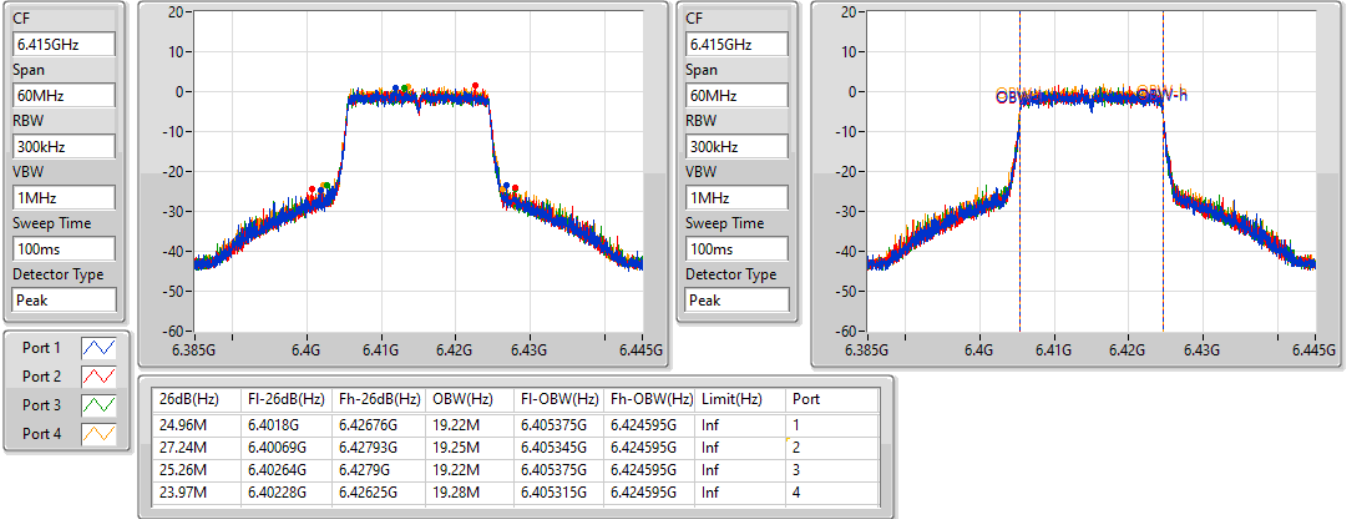 CF
6.415GHz
Span
60MHz
RBW
300kHz
VBW
1MHz
Sweep Time
100ms
Detector Type
Peak
20
10
0
-10
-20
-30
-40
-50
-60
6.385G 6.4G 6.41G 6.42G 6.43G 6.445G
CF
6.415GHz
Span
60MHz
RBW
300kHz
VBW
1MHz
Sweep Time
100ms
Detector Type
Peak
20
10
0
-10
-20
-30
-40
-50
-60
OBW-h
6.385G 6.4G 6.41G 6.42G 6.43G 6.445G
Port 1
Port 2
Port 3
Port 4
26dB(Hz) Fl-26dB(Hz) Fh-26dB(Hz) OBW(Hz) Fl-OBW(Hz) Fh-OBW(Hz) Limit(Hz) Port
24.96M 6.4018G 6.42676G 19.22M 6.405375G 6.424595G Inf 1
27.24M 6.40069G 6.42793G 19.25M 6.405345G 6.424595G Inf 2
25.26M 6.40264G 6.4279G 19.22M 6.405375G 6.424595G Inf 3
23.97M 6.40228G 6.42625G 19.28M 6.405315G 6.424595G Inf 4